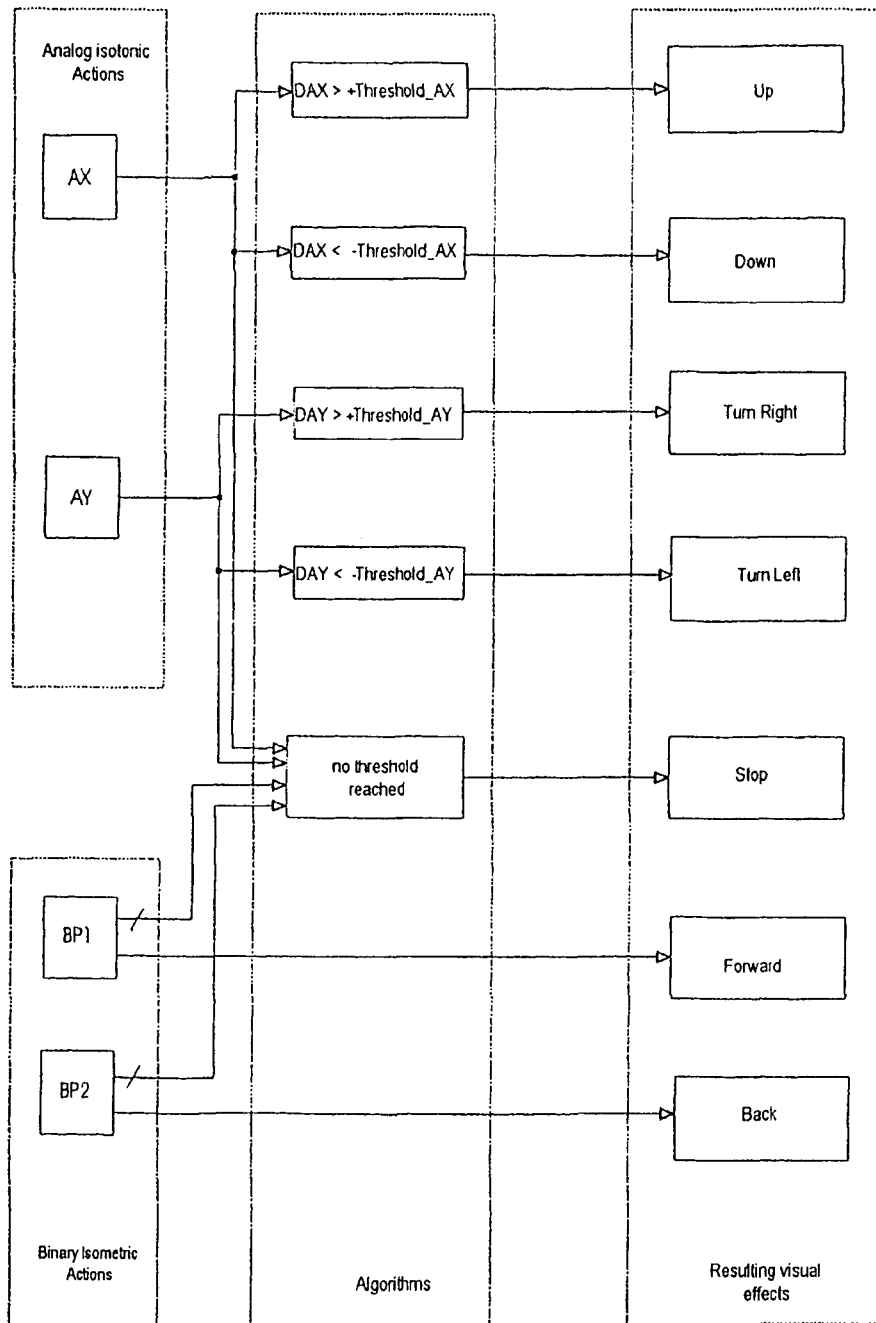 Analog isotonic
Actions
AX
AY
DAX > +Threshold_AX
DAX < -Threshold_AX
DAY > +Threshold_AY
DAY < -Threshold_AY
no threshold
reached
Up
Down
Turn Right
Turn Left
Stop
Forward
Back
BP1
BP2
Binary Isometric
Actions
Algorithms
Resulting visual
effects